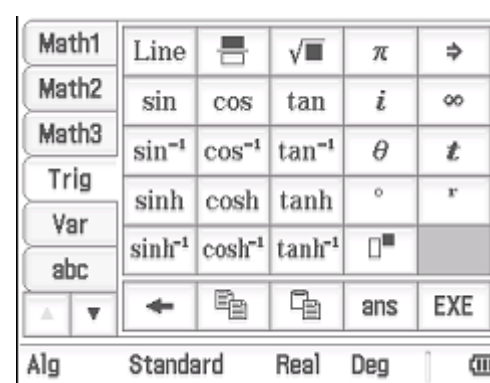 Math1 Line √■ π ⇒
Math2 sin cos tan i ∞
Math3 sin⁻¹ cos⁻¹ tan⁻¹ θ t
Trig sinh cosh tanh ° r
Var sinh⁻¹ cosh⁻¹ tanh⁻¹ □■
abc
ans EXE
Alg Standard Real Deg